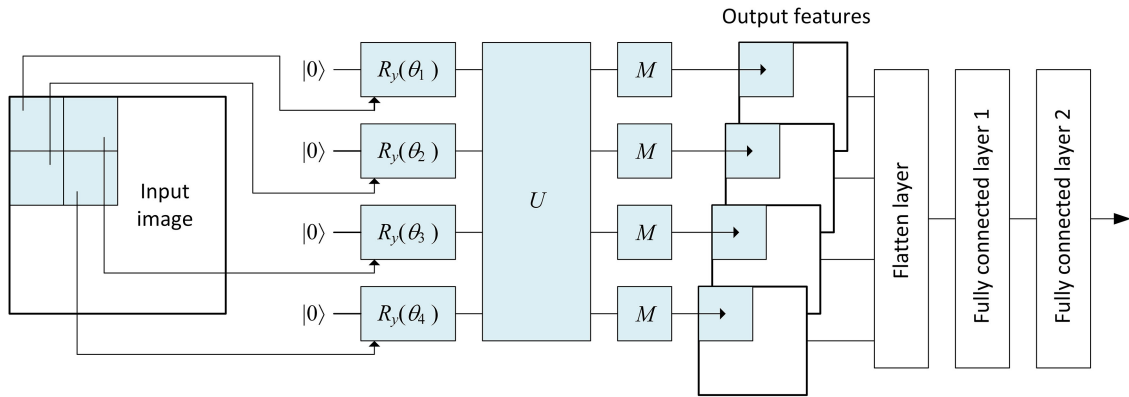 Output features
|0⟩ R_y(θ_1) M
|0⟩ R_y(θ_2) M
U
|0⟩ R_y(θ_3) M
|0⟩ R_y(θ_4) M
Input
image
Flatten layer
Fully connected layer 1
Fully connected layer 2